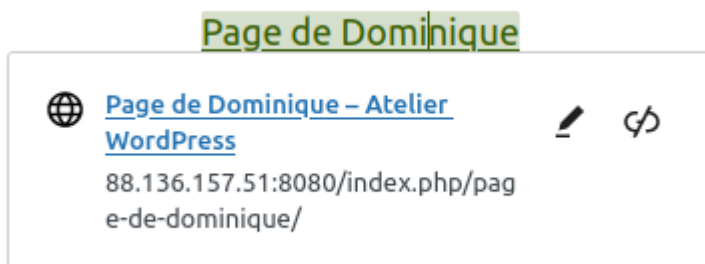 Page de Dominique
Page de Dominique – Atelier
WordPress
88.136.157.51:8080/index.php/pag
e-de-dominique/